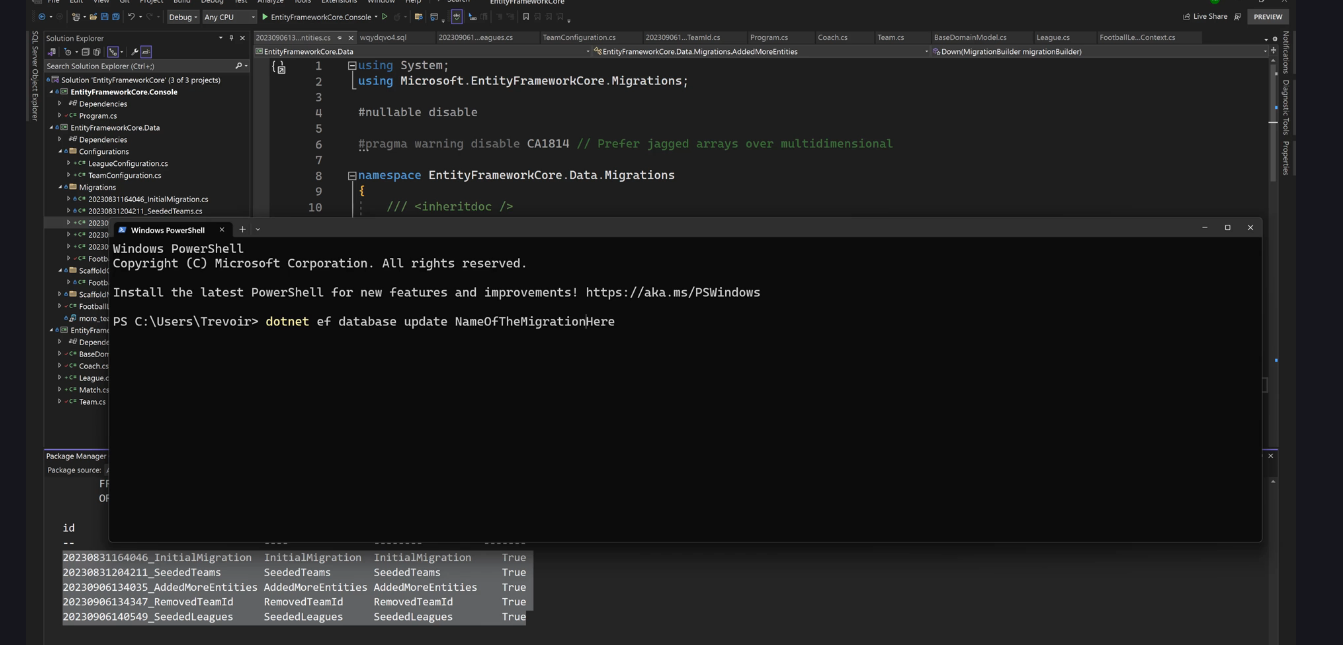 File Edit View Git Project Build Debug Test Analyze Tools Extensions Window Help EntityFrameworkCore
Debug Any CPU EntityFrameworkCore.Console Live Share PREVIEW
SQL Server Object Explorer
Solution Explorer
Search Solution Explorer (Ctrl+;)
Solution 'EntityFrameworkCore' (3 of 3 projects)
EntityFrameworkCore.Console
Dependencies
Program.cs
EntityFrameworkCore.Data
Dependencies
Configurations
LeagueConfiguration.cs
TeamConfiguration.cs
Migrations
20230831164046_InitialMigration.cs
20230831204211_SeededTeams.cs
20230
20230
20230
Footb
Scaffold
Footb
Scaffold
Football
more_te
EntityFrame
Depende
BaseDom
Coach.cs
League.c
Match.cs
Team.cs
2023090613...ntities.cs wqydqvo4.sql 202309061...eagues.cs TeamConfiguration.cs 202309061...TeamId.cs Program.cs Coach.cs Team.cs BaseDomainModel.cs League.cs FootballLe...Context.cs
EntityFrameworkCore.Data EntityFrameworkCore.Data.Migrations.AddedMoreEntities Down(MigrationBuilder migrationBuilder)
1 using System;
2 using Microsoft.EntityFrameworkCore.Migrations;
3
4 #nullable disable
5
6 #pragma warning disable CA1814 // Prefer jagged arrays over multidimensional
7
8 namespace EntityFrameworkCore.Data.Migrations
9 {
10 /// <inheritdoc />
Notifications
Diagnostic Tools
Properties
Windows PowerShell
Windows PowerShell
Copyright (C) Microsoft Corporation. All rights reserved.
Install the latest PowerShell for new features and improvements! https://aka.ms/PSWindows
PS C:\Users\Trevoir> dotnet ef database update NameOfTheMigrationHere
Package Manager
Package source:
FR
OR
id
--
20230831164046_InitialMigration InitialMigration InitialMigration True
20230831204211_SeededTeams SeededTeams SeededTeams True
20230906134035_AddedMoreEntities AddedMoreEntities AddedMoreEntities True
20230906134347_RemovedTeamId RemovedTeamId RemovedTeamId True
20230906140549_SeededLeagues SeededLeagues SeededLeagues True